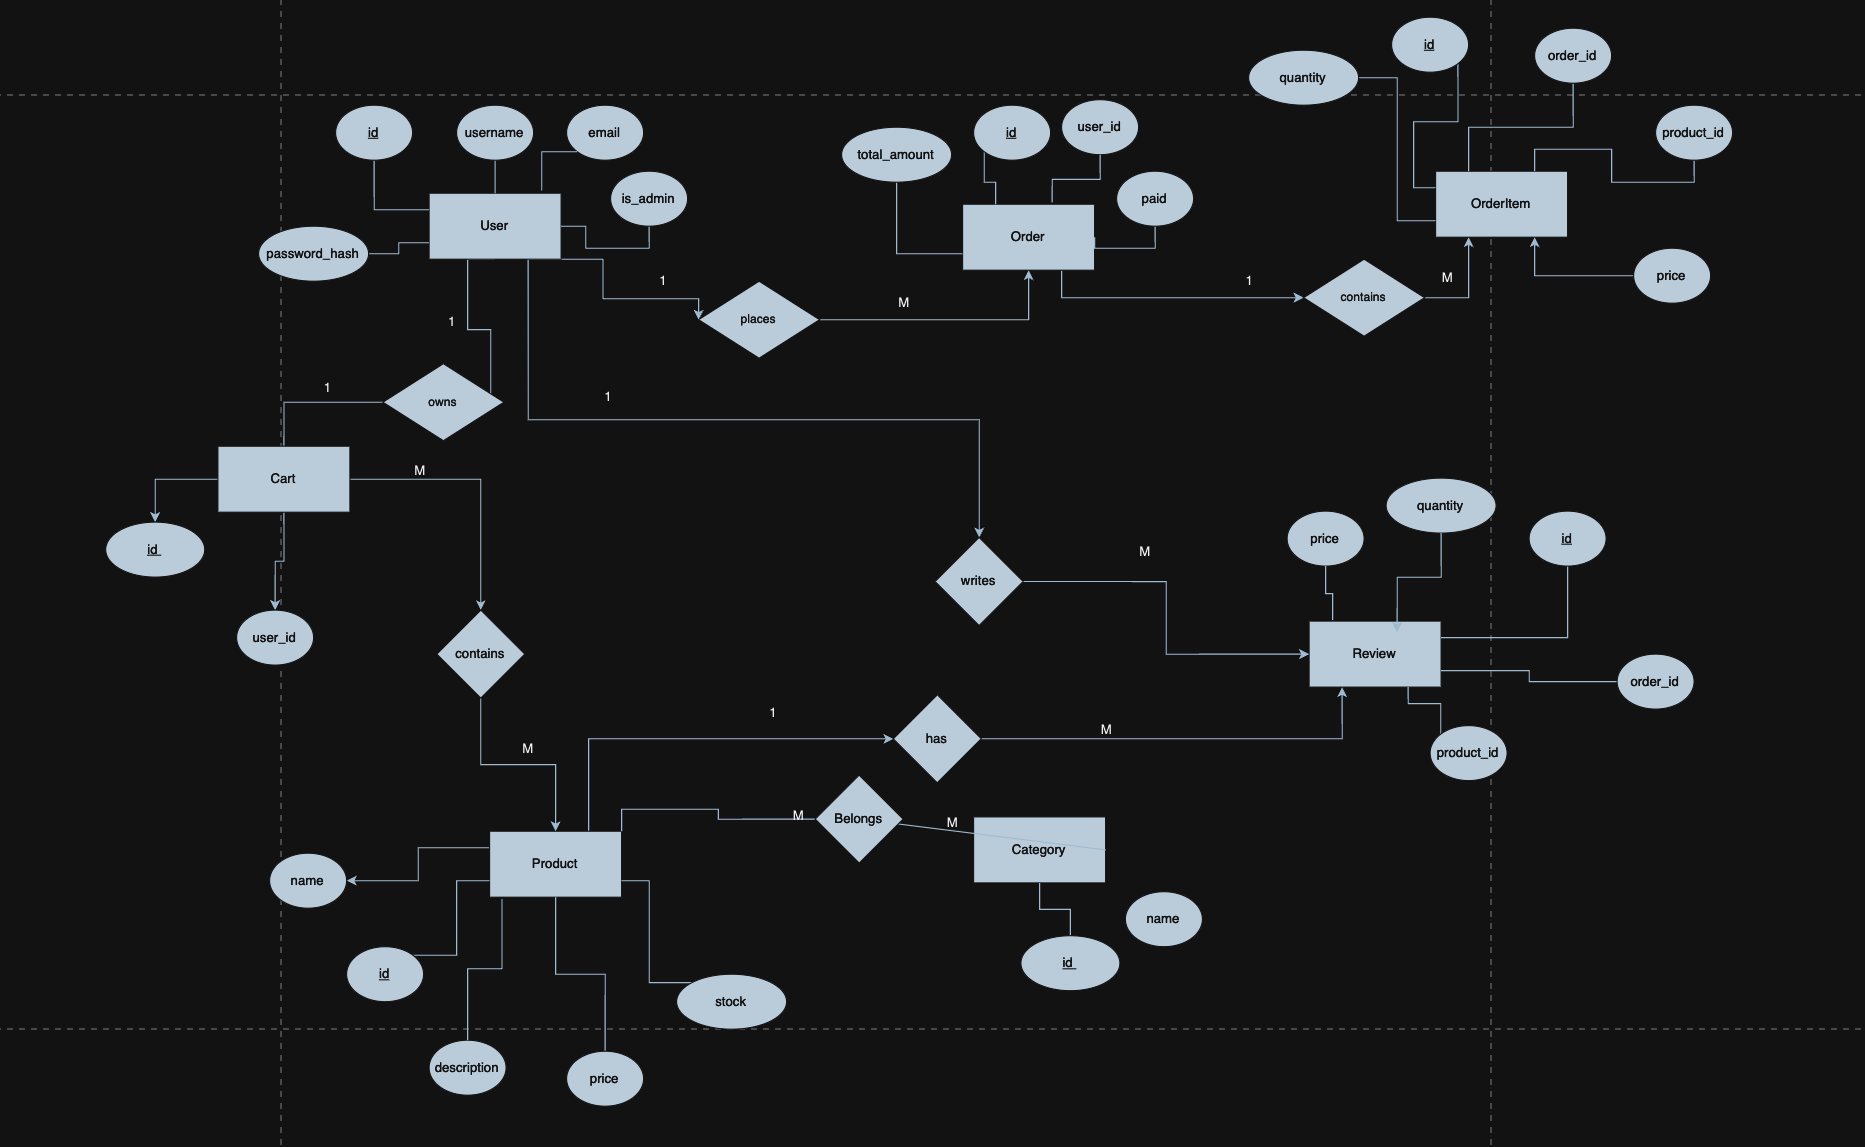 id
order_id
quantity
id
username
email
id
user_id
product_id
total_amount
is_admin
paid
User
Order
OrderItem
password_hash
1
M
1
M
price
places
contains
1
1
owns
1
Cart
M
id
user_id
contains
writes
M
price
quantity
id
Review
order_id
product_id
M
1
has
M
Belongs
M
M
Product
Category
name
name
id
id
stock
description
price